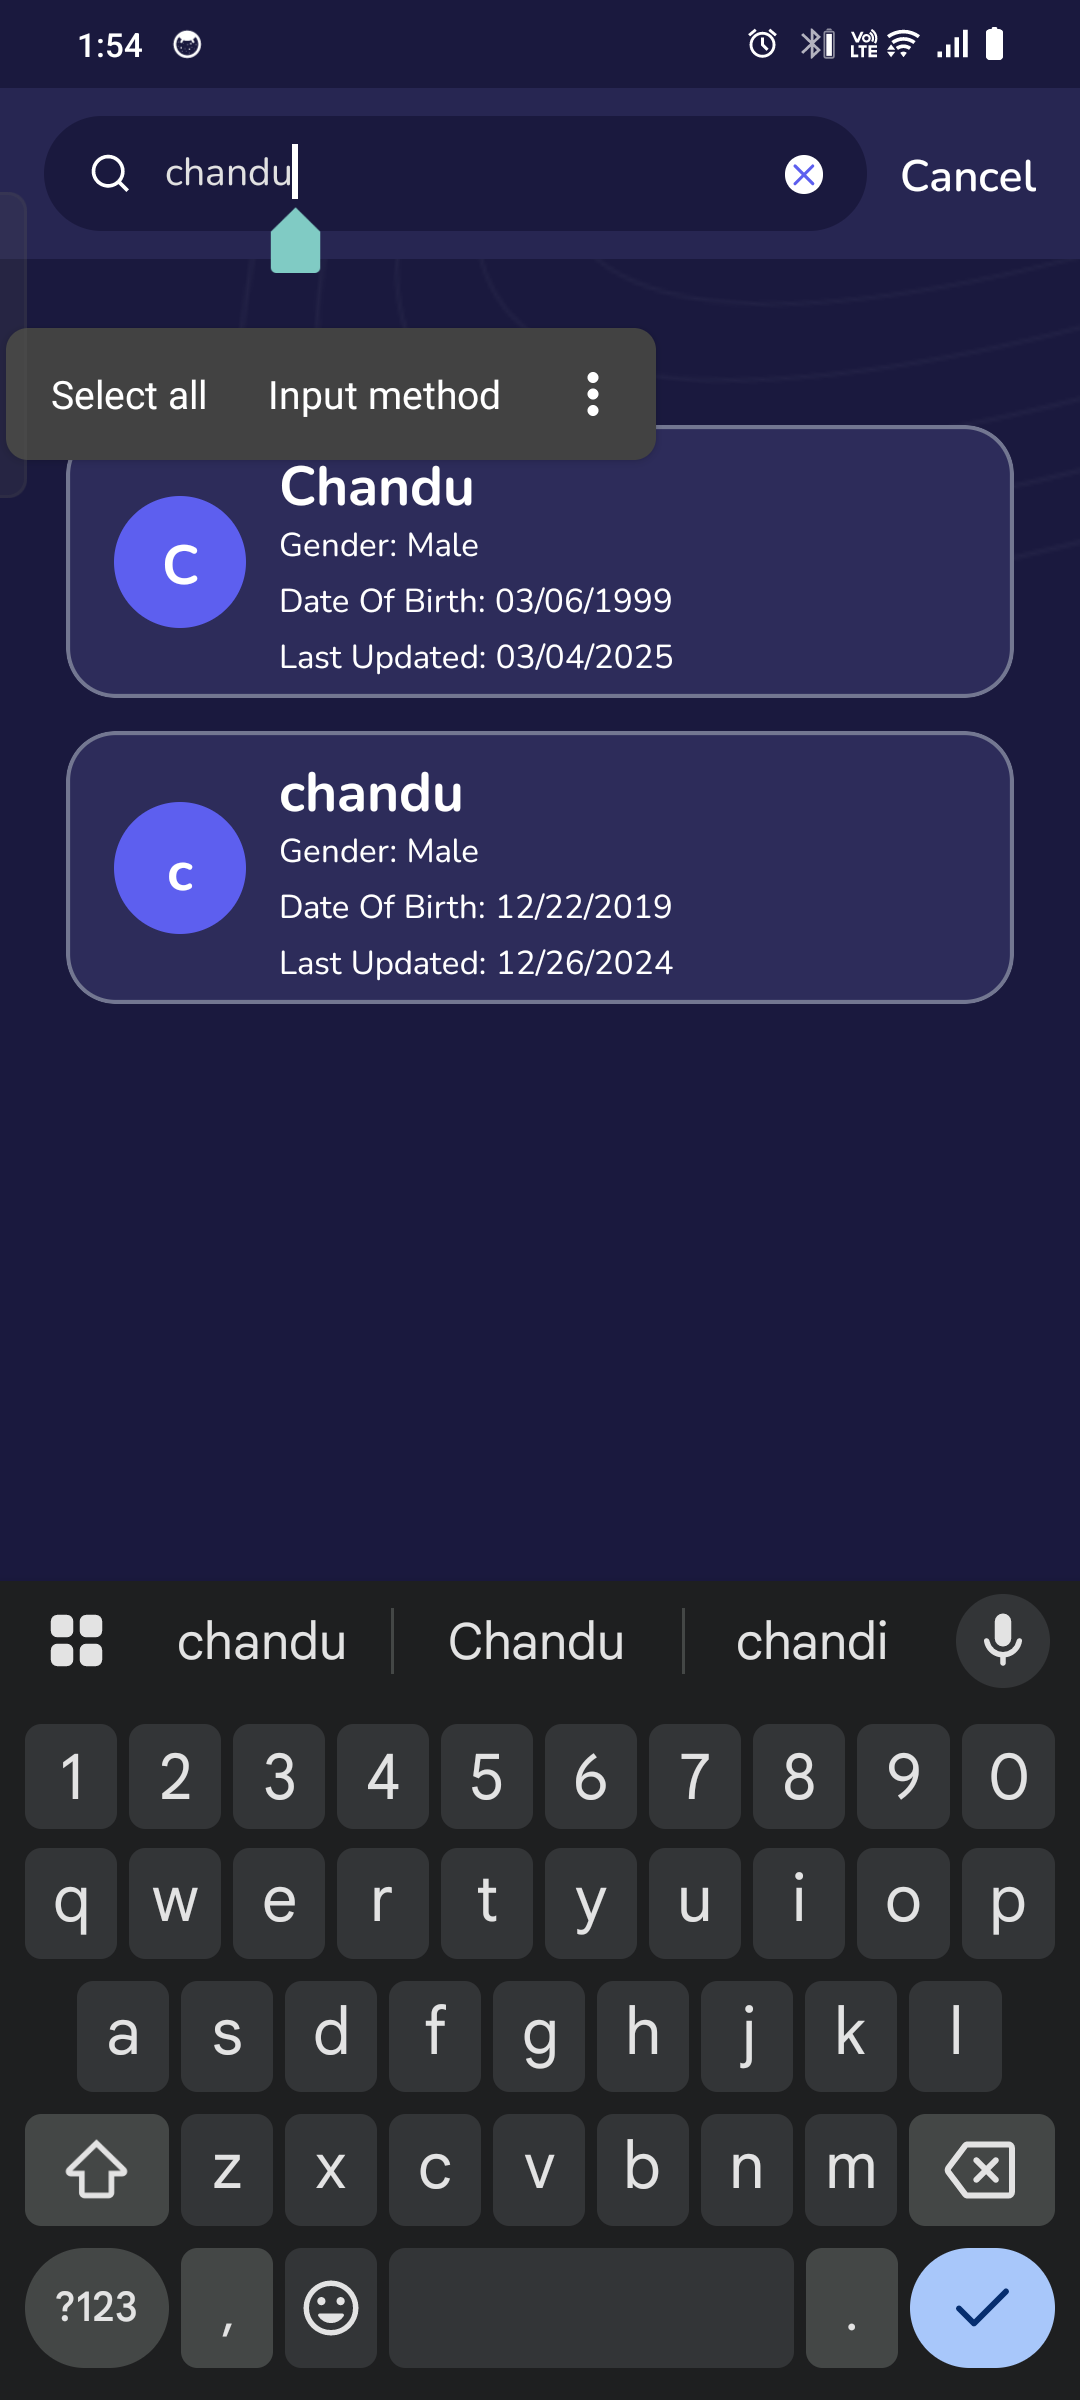 1:54 Vo)) LTE
chandu Cancel
Select all Input method
Chandu
C
Gender: Male
Date Of Birth: 03/06/1999
Last Updated: 03/04/2025
chandu
c
Gender: Male
Date Of Birth: 12/22/2019
Last Updated: 12/26/2024
chandu Chandu chandi
1 2 3 4 5 6 7 8 9 0
q w e r t y u i o p
a s d f g h j k l
z x c v b n m
?123 , .